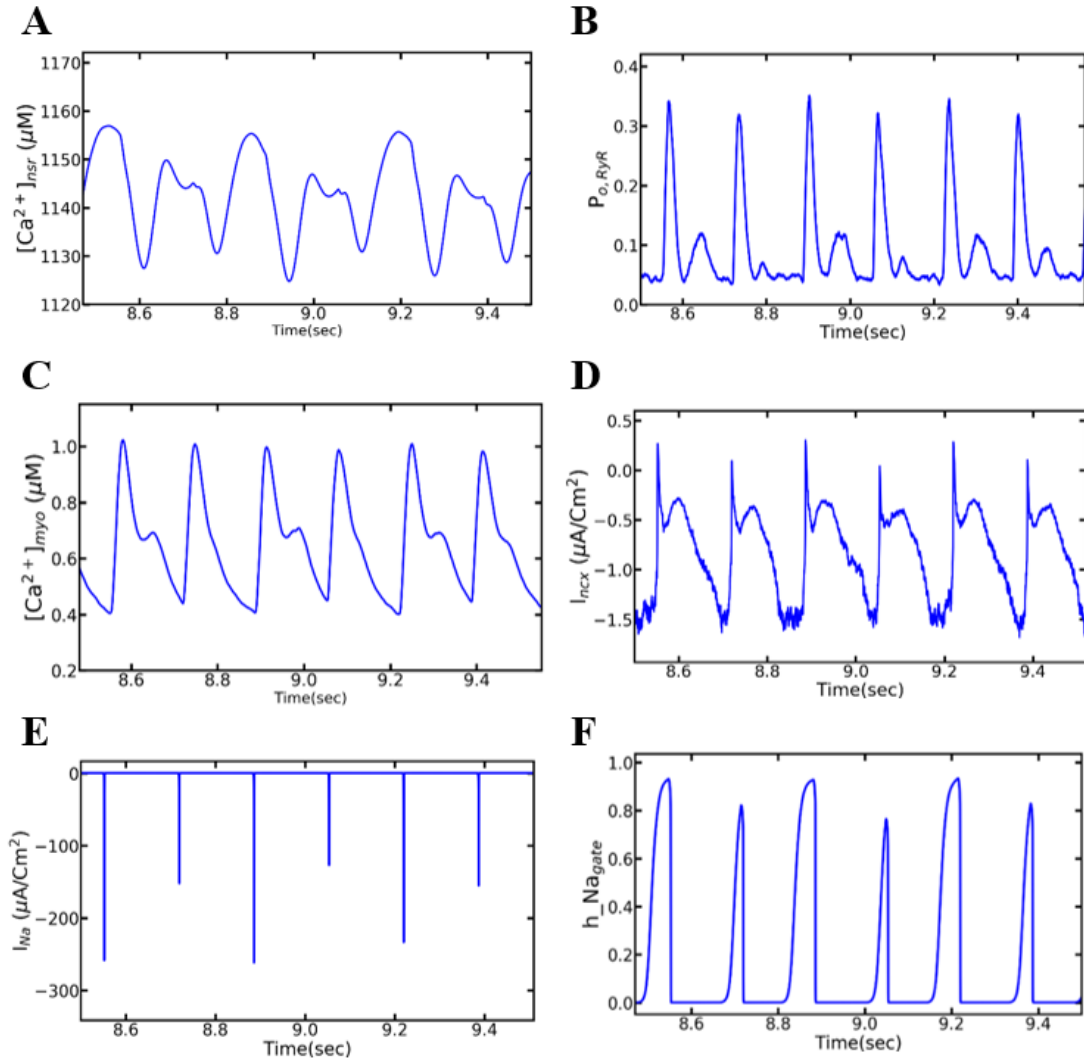 A
[Ca²⁺]nsr (μM)
1170
1160
1150
1140
1130
1120
8.6 8.8 9.0 9.2 9.4
Time(sec)
B
Po,RyR
0.4
0.3
0.2
0.1
0.0
8.6 8.8 9.0 9.2 9.4
Time(sec)
C
[Ca²⁺]myo (μM)
1.0
0.8
0.6
0.4
0.2
8.6 8.8 9.0 9.2 9.4
Time(sec)
D
Incx (μA/Cm²)
0.5
0.0
−0.5
−1.0
−1.5
8.6 8.8 9.0 9.2 9.4
Time(sec)
E
INa (μA/Cm²)
0
−100
−200
−300
8.6 8.8 9.0 9.2 9.4
Time(sec)
F
h_Nagate
1.0
0.8
0.6
0.4
0.2
0.0
8.6 8.8 9.0 9.2 9.4
Time(sec)